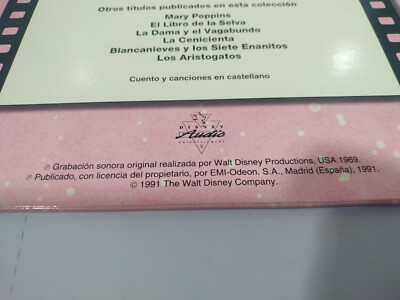 Otros títulos publicados en esta colección
Mary Poppins
El Libro de la Selva
La Dama y el Vagabundo
La Cenicienta
Blancanieves y los Siete Enanitos
Los Aristogatos
Cuento y canciones en castellano
DISNEY
Audio
ENTERTAINMENT
℗ Grabación sonora original realizada por Walt Disney Productions, USA 1969.
℗ Publicado, con licencia del propietario, por EMI-Odeon, S.A., Madrid (España), 1991.
© 1991 The Walt Disney Company.